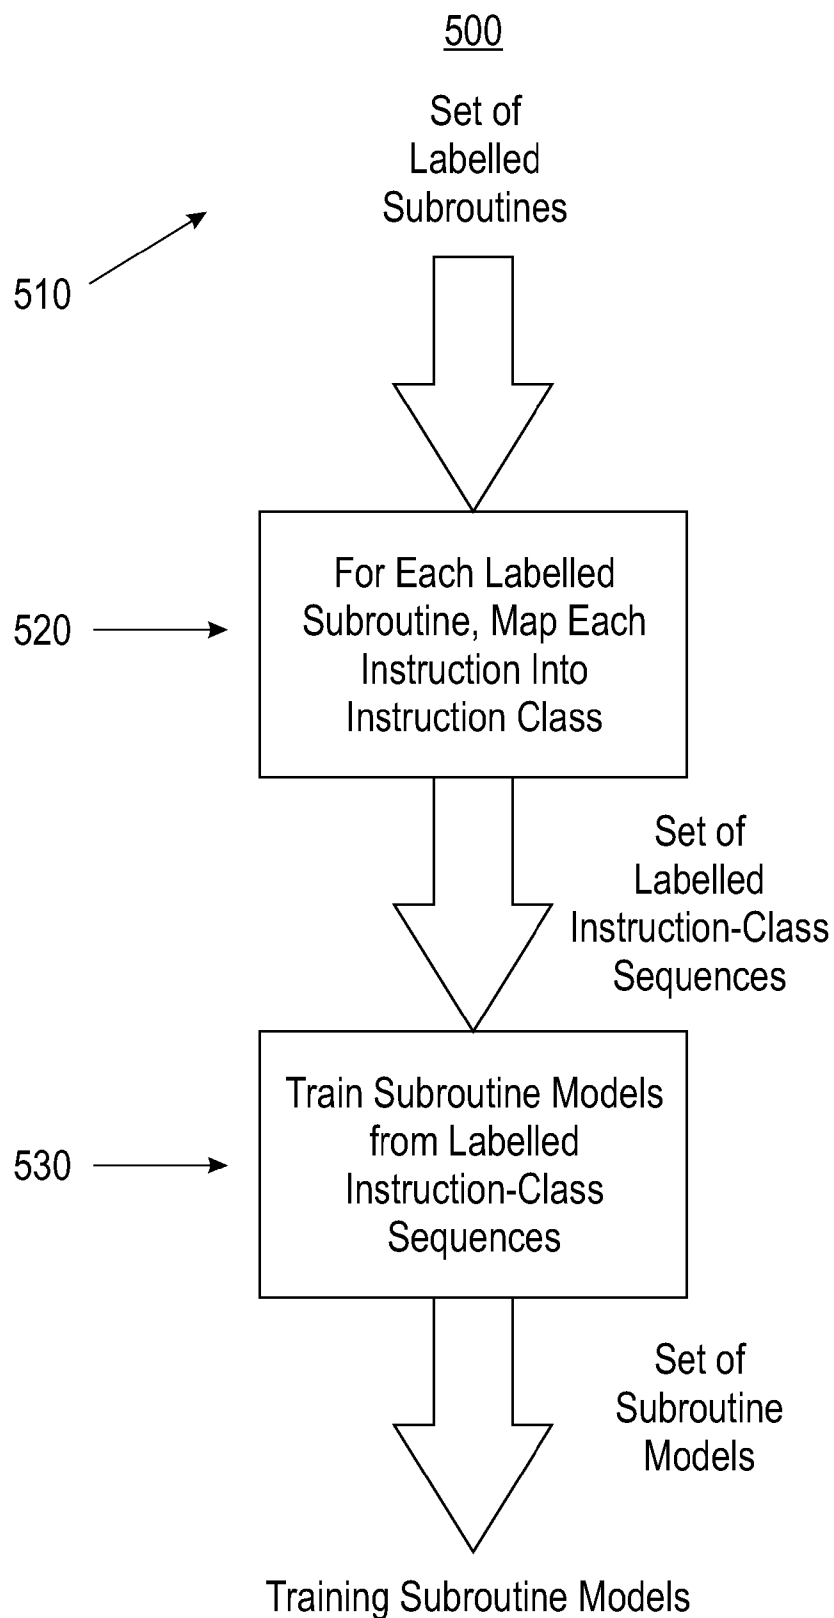 500
Set of
Labelled
Subroutines
510
520
For Each Labelled
Subroutine, Map Each
Instruction Into
Instruction Class
Set of
Labelled
Instruction-Class
Sequences
530
Train Subroutine Models
from Labelled
Instruction-Class
Sequences
Set of
Subroutine
Models
Training Subroutine Models